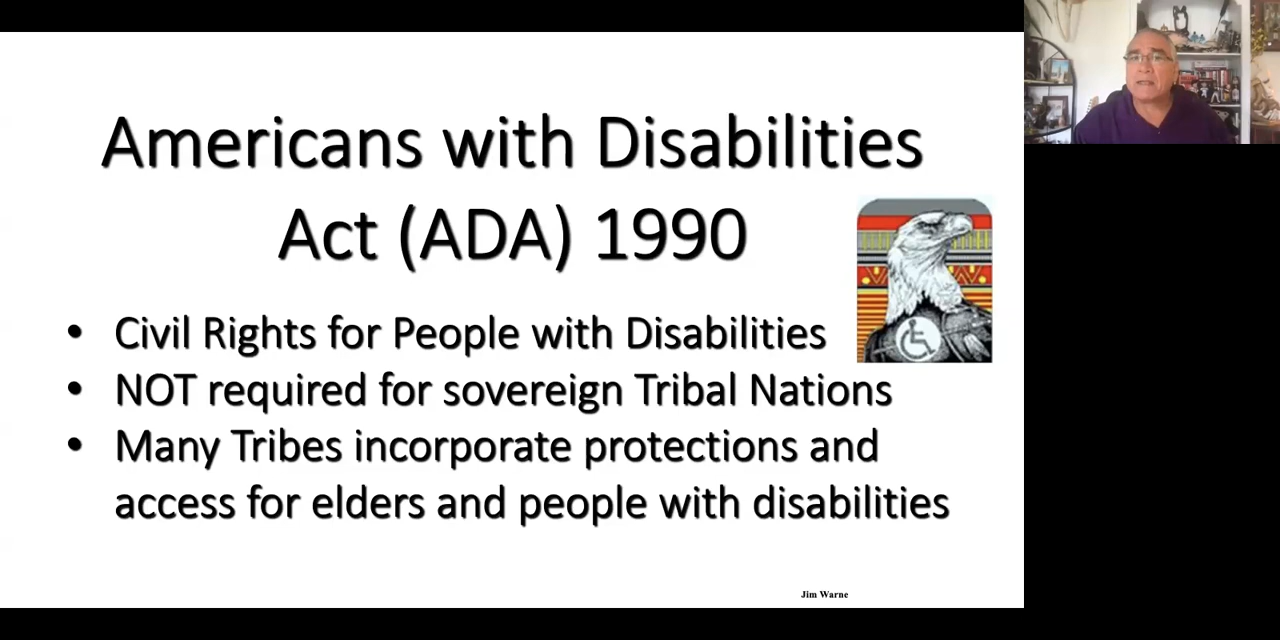 Americans with Disabilities
Act (ADA) 1990
• Civil Rights for People with Disabilities
• NOT required for sovereign Tribal Nations
• Many Tribes incorporate protections and
access for elders and people with disabilities
Jim Warne